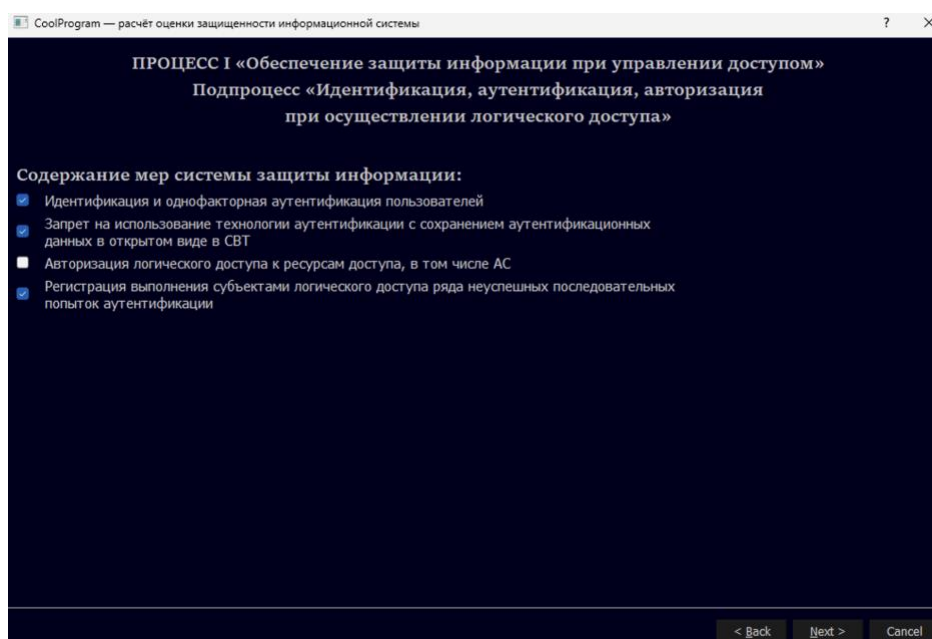 CoolProgram — расчёт оценки защищенности информационной системы
?
X
ПРОЦЕСС I «Обеспечение защиты информации при управлении доступом»
Подпроцесс «Идентификация, аутентификация, авторизация
при осуществлении логического доступа»
Содержание мер системы защиты информации:
Идентификация и однофакторная аутентификация пользователей
Запрет на использование технологии аутентификации с сохранением аутентификационных
данных в открытом виде в СВТ
Авторизация логического доступа к ресурсам доступа, в том числе АС
Регистрация выполнения субъектами логического доступа ряда неуспешных последовательных
попыток аутентификации
< Back
Next >
Cancel